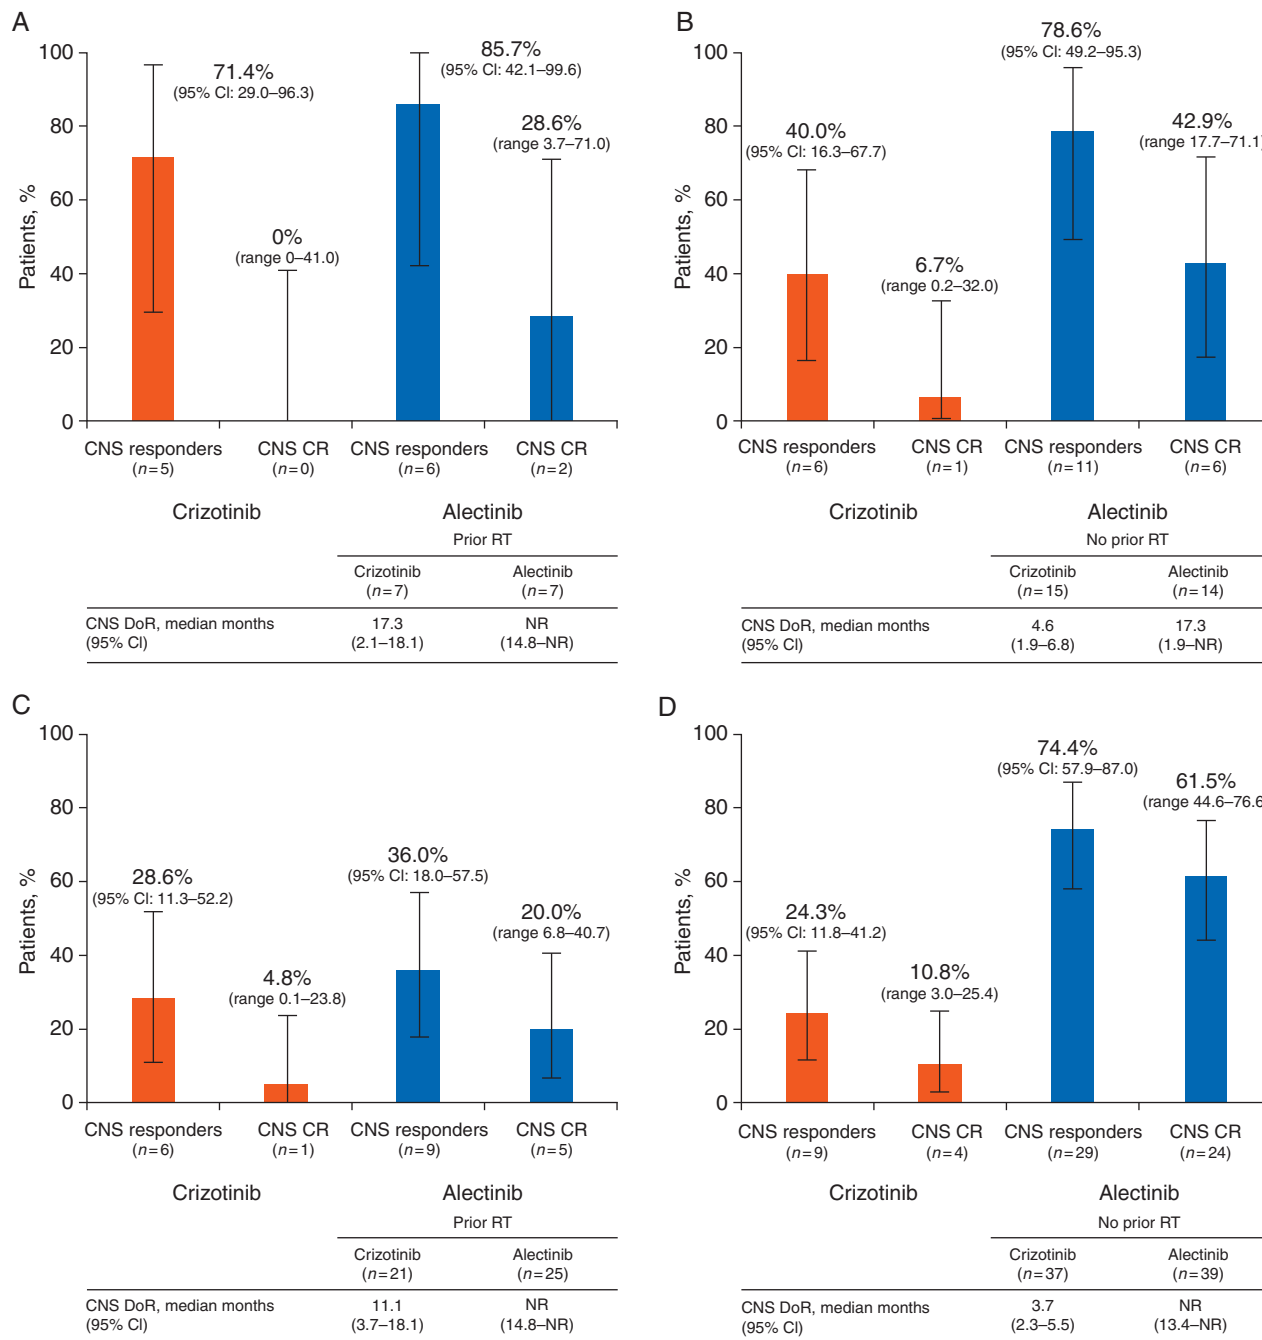 A
100
80
60
40
20
0
Patients, %
71.4%
(95% CI: 29.0–96.3)
0%
(range 0–41.0)
85.7%
(95% CI: 42.1–99.6)
28.6%
(range 3.7–71.0)
CNS responders
(n=5)
CNS CR
(n=0)
CNS responders
(n=6)
CNS CR
(n=2)
Crizotinib
Alectinib
Prior RT
Crizotinib
(n=7)
Alectinib
(n=7)
CNS DoR, median months
(95% CI)
17.3
(2.1–18.1)
NR
(14.8–NR)
B
100
80
60
40
20
0
Patients, %
40.0%
(95% CI: 16.3–67.7)
6.7%
(range 0.2–32.0)
78.6%
(95% CI: 49.2–95.3)
42.9%
(range 17.7–71.1)
CNS responders
(n=6)
CNS CR
(n=1)
CNS responders
(n=11)
CNS CR
(n=6)
Crizotinib
Alectinib
No prior RT
Crizotinib
(n=15)
Alectinib
(n=14)
CNS DoR, median months
(95% CI)
4.6
(1.9–6.8)
17.3
(1.9–NR)
C
100
80
60
40
20
0
Patients, %
28.6%
(95% CI: 11.3–52.2)
4.8%
(range 0.1–23.8)
36.0%
(95% CI: 18.0–57.5)
20.0%
(range 6.8–40.7)
CNS responders
(n=6)
CNS CR
(n=1)
CNS responders
(n=9)
CNS CR
(n=5)
Crizotinib
Alectinib
Prior RT
Crizotinib
(n=21)
Alectinib
(n=25)
CNS DoR, median months
(95% CI)
11.1
(3.7–18.1)
NR
(14.8–NR)
D
100
80
60
40
20
0
Patients, %
24.3%
(95% CI: 11.8–41.2)
10.8%
(range 3.0–25.4)
74.4%
(95% CI: 57.9–87.0)
61.5%
(range 44.6–76.6
CNS responders
(n=9)
CNS CR
(n=4)
CNS responders
(n=29)
CNS CR
(n=24)
Crizotinib
Alectinib
No prior RT
Crizotinib
(n=37)
Alectinib
(n=39)
CNS DoR, median months
(95% CI)
3.7
(2.3–5.5)
NR
(13.4–NR)